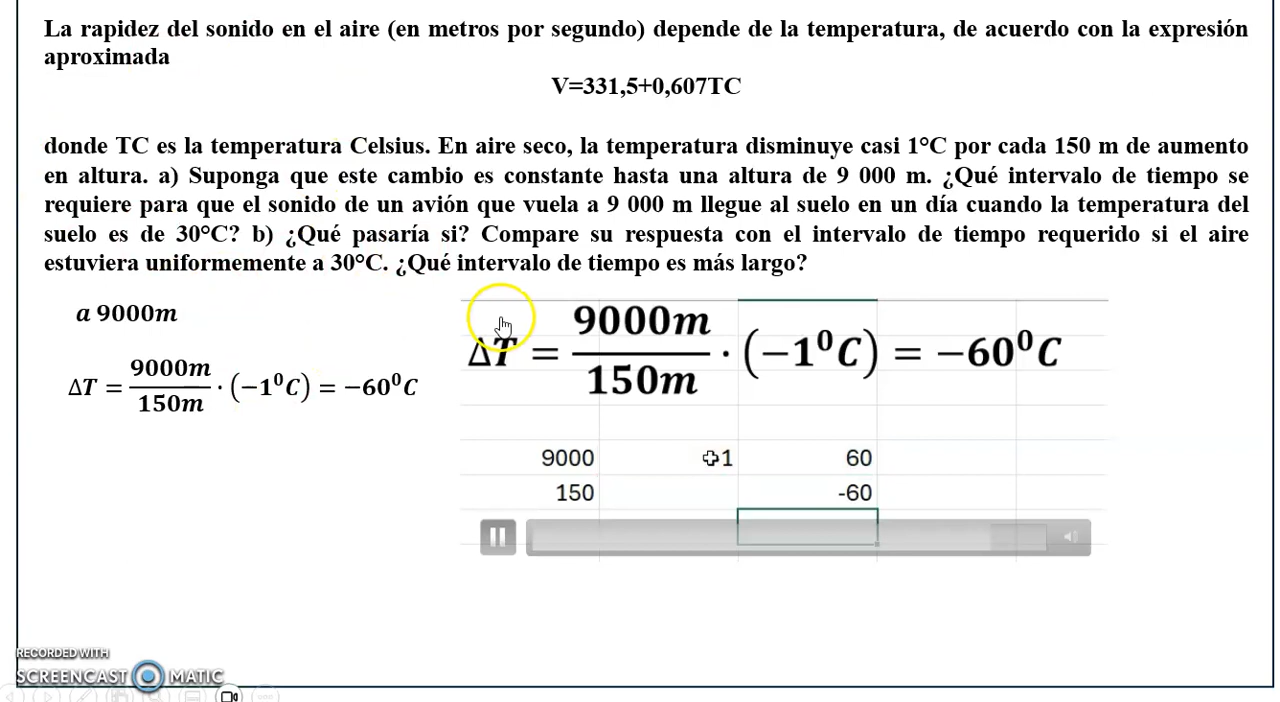 La rapidez del sonido en el aire (en metros por segundo) depende de la temperatura, de acuerdo con la expresión
aproximada
V=331,5+0,607TC
donde TC es la temperatura Celsius. En aire seco, la temperatura disminuye casi 1°C por cada 150 m de aumento
en altura. a) Suponga que este cambio es constante hasta una altura de 9 000 m. ¿Qué intervalo de tiempo se
requiere para que el sonido de un avión que vuela a 9 000 m llegue al suelo en un día cuando la temperatura del
suelo es de 30°C? b) ¿Qué pasaría si? Compare su respuesta con el intervalo de tiempo requerido si el aire
estuviera uniformemente a 30°C. ¿Qué intervalo de tiempo es más largo?
a 9000m
ΔT = 9000m/150m · (−1⁰C) = −60⁰C
ΔT = 9000m/150m · (−1⁰C) = −60⁰C
9000 1 60
150 -60
RECORDED WITH
SCREENCAST MATIC